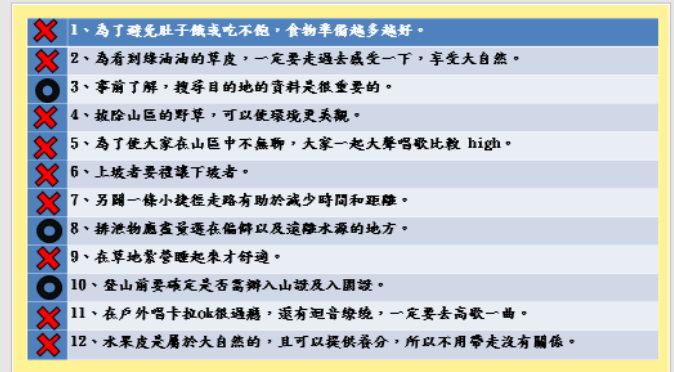 1、為了避免肚子餓或吃不飽，食物準備越多越好。
2、為看到綠油油的草皮，一定要走過去感受一下，享受大自然。
3、事前了解，搜尋目的地的資料是很重要的。
4、拔除山區的野草，可以使環境更美觀。
5、為了使大家在山區中不無聊，大家一起大聲唱歌比較 high。
6、上坡者要禮讓下坡者。
7、另闢一條小捷徑走路有助於減少時間和距離。
8、排泄物應盡量選在偏僻以及遠離水源的地方。
9、在草地紮營睡起來才舒適。
10、登山前要確定是否需辦入山證及入園證。
11、在戶外唱卡拉ok很過癮，還有迴音繚繞，一定要去高歌一曲。
12、水果皮是屬於大自然的，且可以提供養分，所以不用帶走沒有關係。